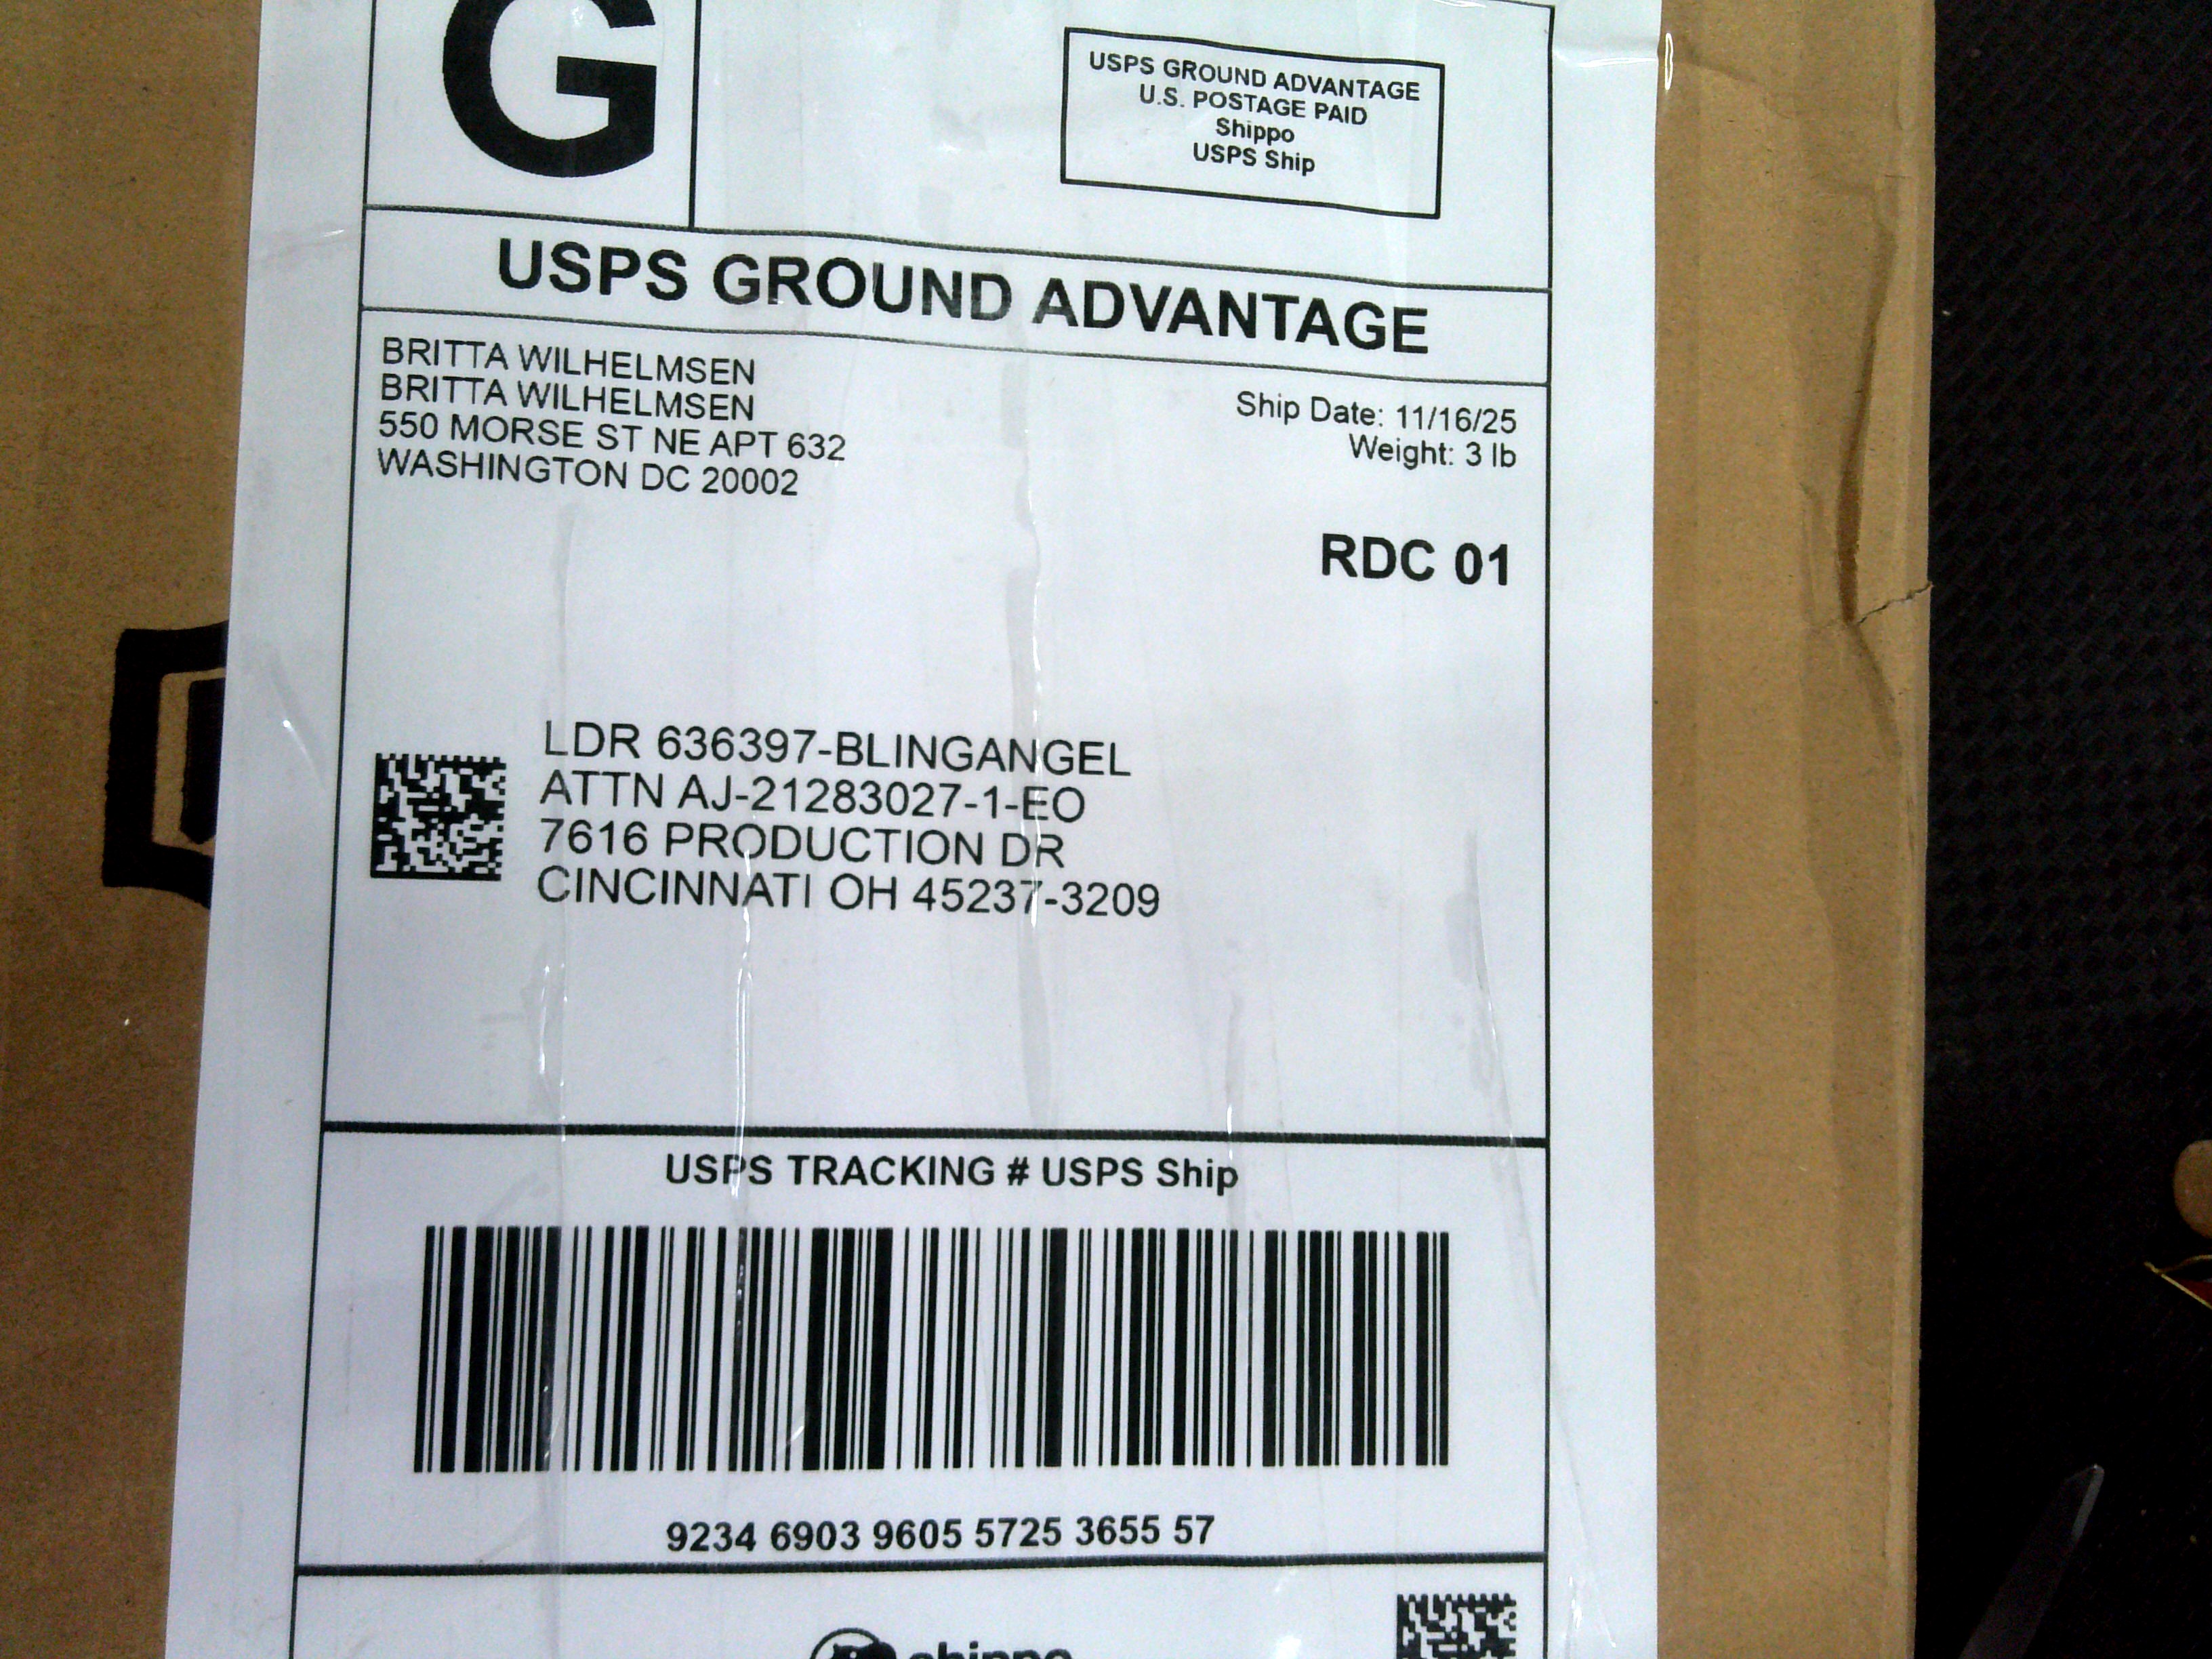 G
USPS GROUND ADVANTAGE
U.S. POSTAGE PAID
Shippo
USPS Ship
USPS GROUND ADVANTAGE
BRITTA WILHELMSEN
BRITTA WILHELMSEN
550 MORSE ST NE APT 632
WASHINGTON DC 20002
Ship Date: 11/16/25
Weight: 3 lb
RDC 01
LDR 636397-BLINGANGEL
ATTN AJ-21283027-1-EO
7616 PRODUCTION DR
CINCINNATI OH 45237-3209
USPS TRACKING # USPS Ship
9234 6903 9605 5725 3655 57
shippo